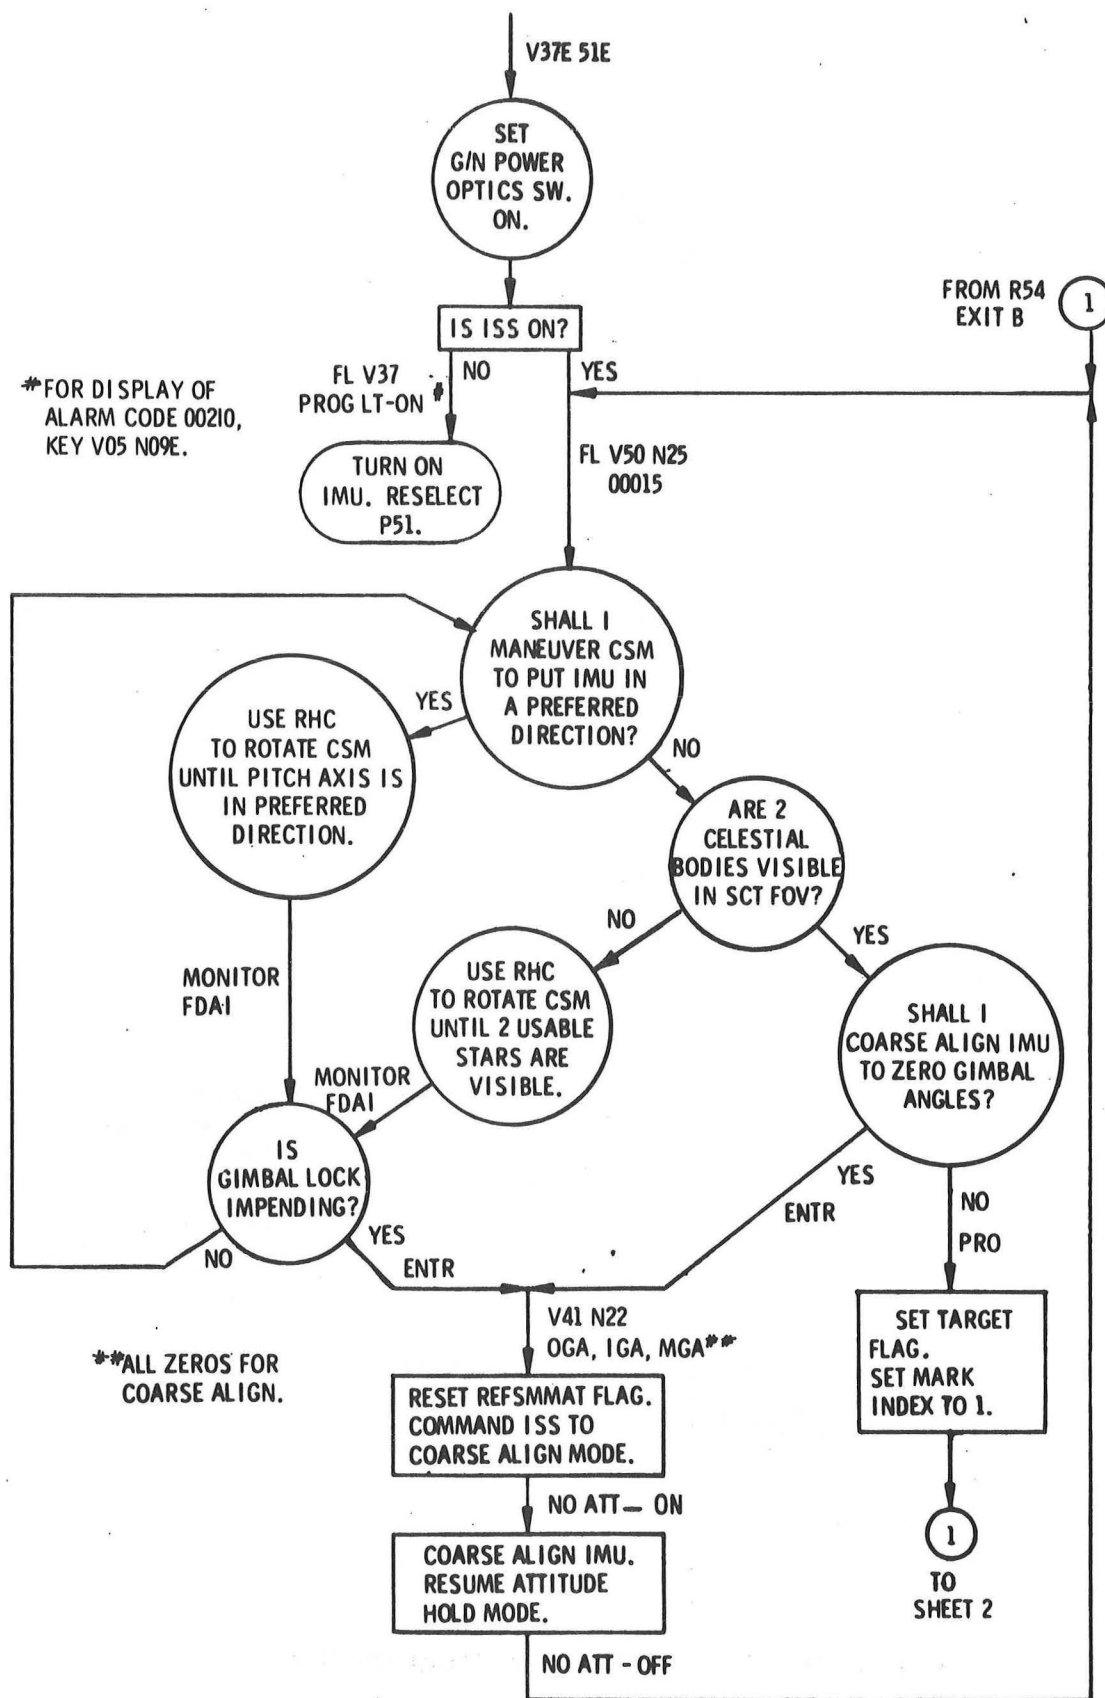 V37E 51E
SET
G/N POWER
OPTICS SW.
ON.
IS ISS ON?
FROM R54
EXIT B
1
NO
YES
FL V37
PROG LT-ON *
*FOR DISPLAY OF
ALARM CODE 00210,
KEY V05 N09E.
TURN ON
IMU. RESELECT
P51.
FL V50 N25
00015
SHALL I
MANEUVER CSM
TO PUT IMU IN
A PREFERRED
DIRECTION?
YES
NO
USE RHC
TO ROTATE CSM
UNTIL PITCH AXIS IS
IN PREFERRED
DIRECTION.
ARE 2
CELESTIAL
BODIES VISIBLE
IN SCT FOV?
NO
YES
MONITOR
FDAI
USE RHC
TO ROTATE CSM
UNTIL 2 USABLE
STARS ARE
VISIBLE.
SHALL I
COARSE ALIGN IMU
TO ZERO GIMBAL
ANGLES?
MONITOR
FDAI
IS
GIMBAL LOCK
IMPENDING?
NO
YES
ENTR
YES
ENTR
NO
PRO
V41 N22
OGA, IGA, MGA**
**ALL ZEROS FOR
COARSE ALIGN.
RESET REFSMMAT FLAG.
COMMAND ISS TO
COARSE ALIGN MODE.
SET TARGET
FLAG.
SET MARK
INDEX TO 1.
NO ATT — ON
COARSE ALIGN IMU.
RESUME ATTITUDE
HOLD MODE.
1
TO
SHEET 2
NO ATT - OFF